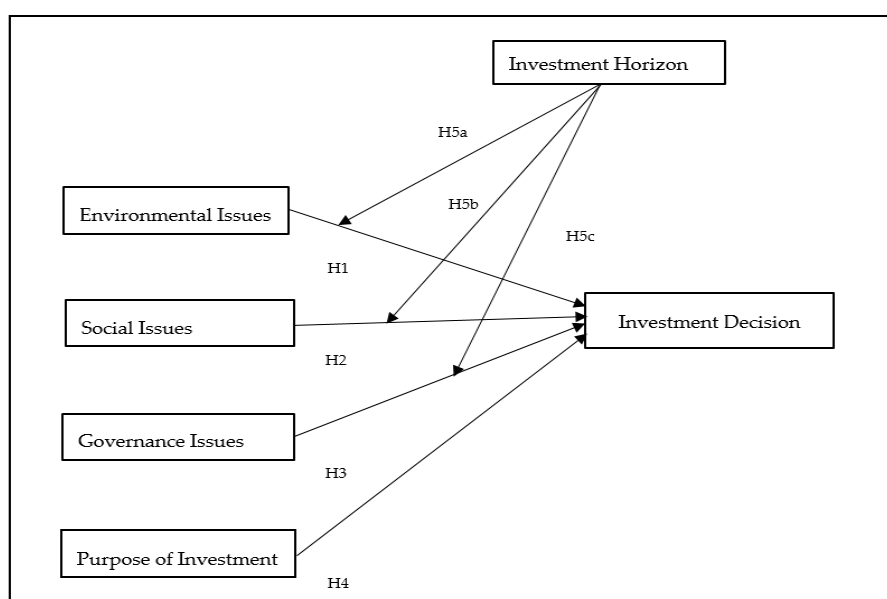 Investment Horizon
H5a
Environmental Issues
H5b
H5c
H1
Social Issues
Investment Decision
H2
Governance Issues
H3
Purpose of Investment
H4